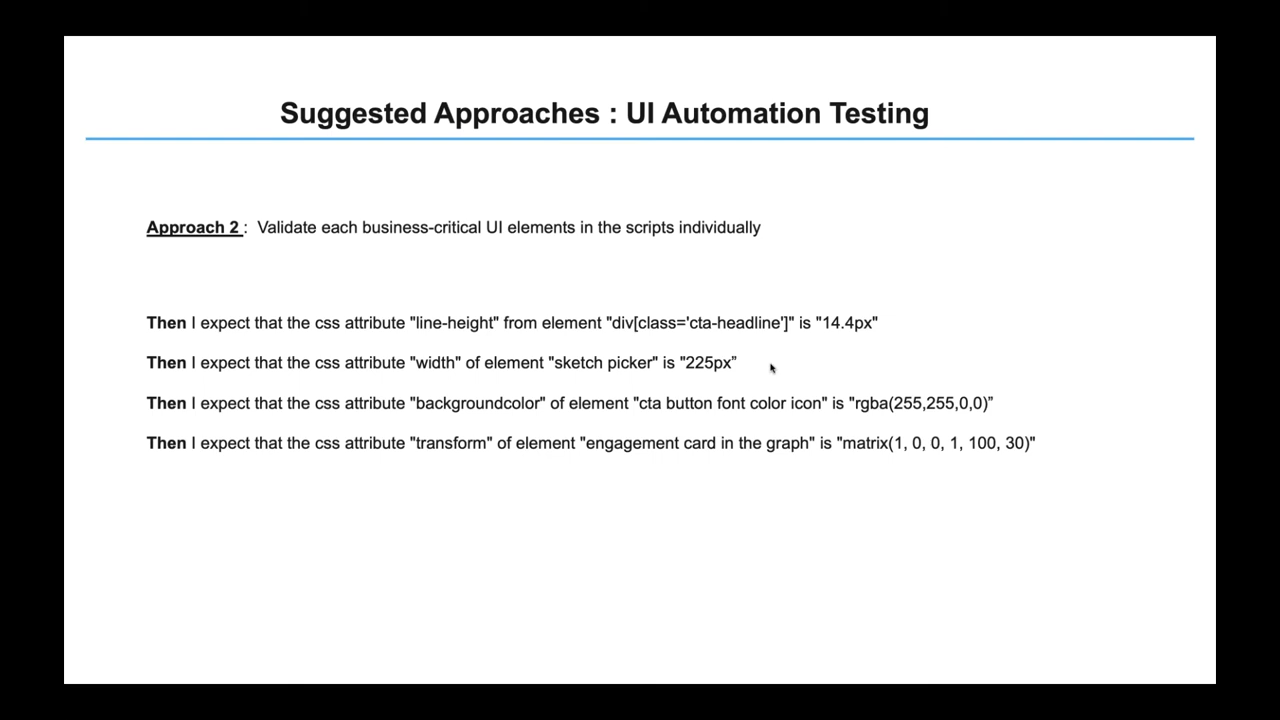 Suggested Approaches : UI Automation Testing
Approach 2 :  Validate each business-critical UI elements in the scripts individually
Then I expect that the css attribute "line-height" from element "div[class='cta-headline']" is "14.4px"
Then I expect that the css attribute "width" of element "sketch picker" is "225px”
Then I expect that the css attribute "backgroundcolor" of element "cta button font color icon" is "rgba(255,255,0,0)”
Then I expect that the css attribute "transform" of element "engagement card in the graph" is "matrix(1, 0, 0, 1, 100, 30)"